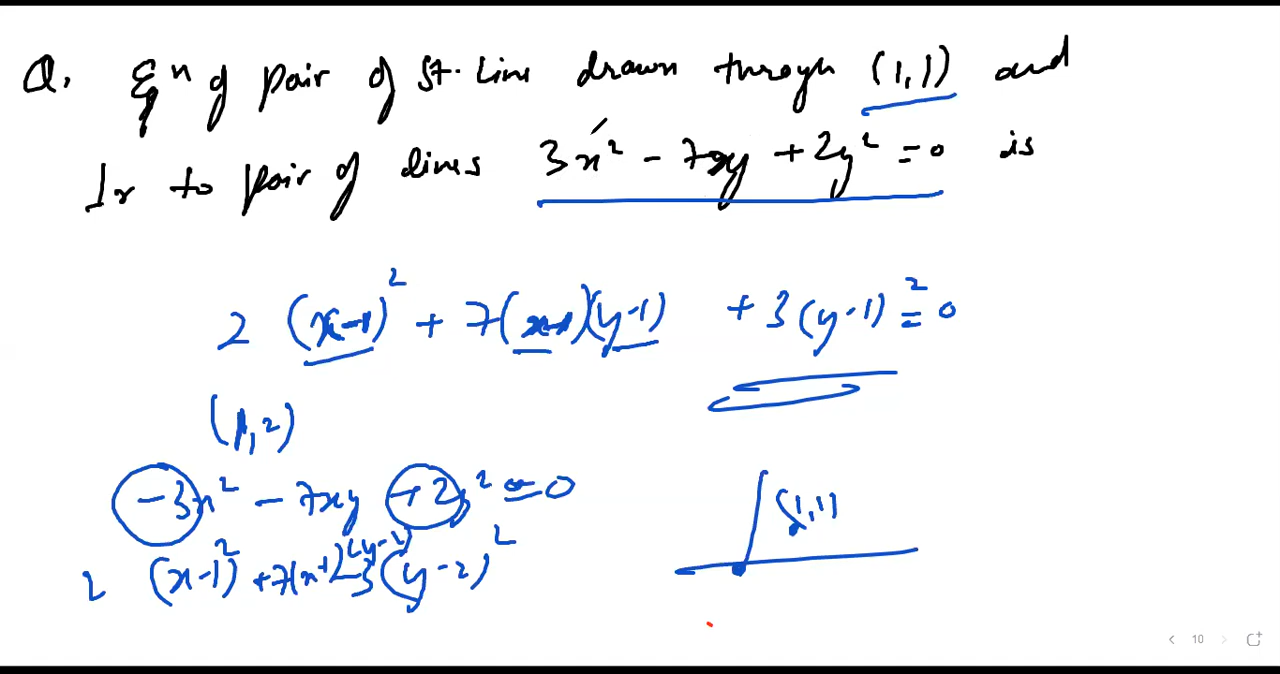 Q. Eqn of pair of St. Line drawn through (1,1) and
⊥r to pair of lines 3x² - 7xy + 2y² = 0 is
2 (x-1)² + 7(x-1)(y-1) + 3(y-1)² = 0
(1,2)
-3x² - 7xy + 2y² = 0
(1,1)
2 (x-1)² + 7(x-1)(y-2) - 3(y-2)²
10